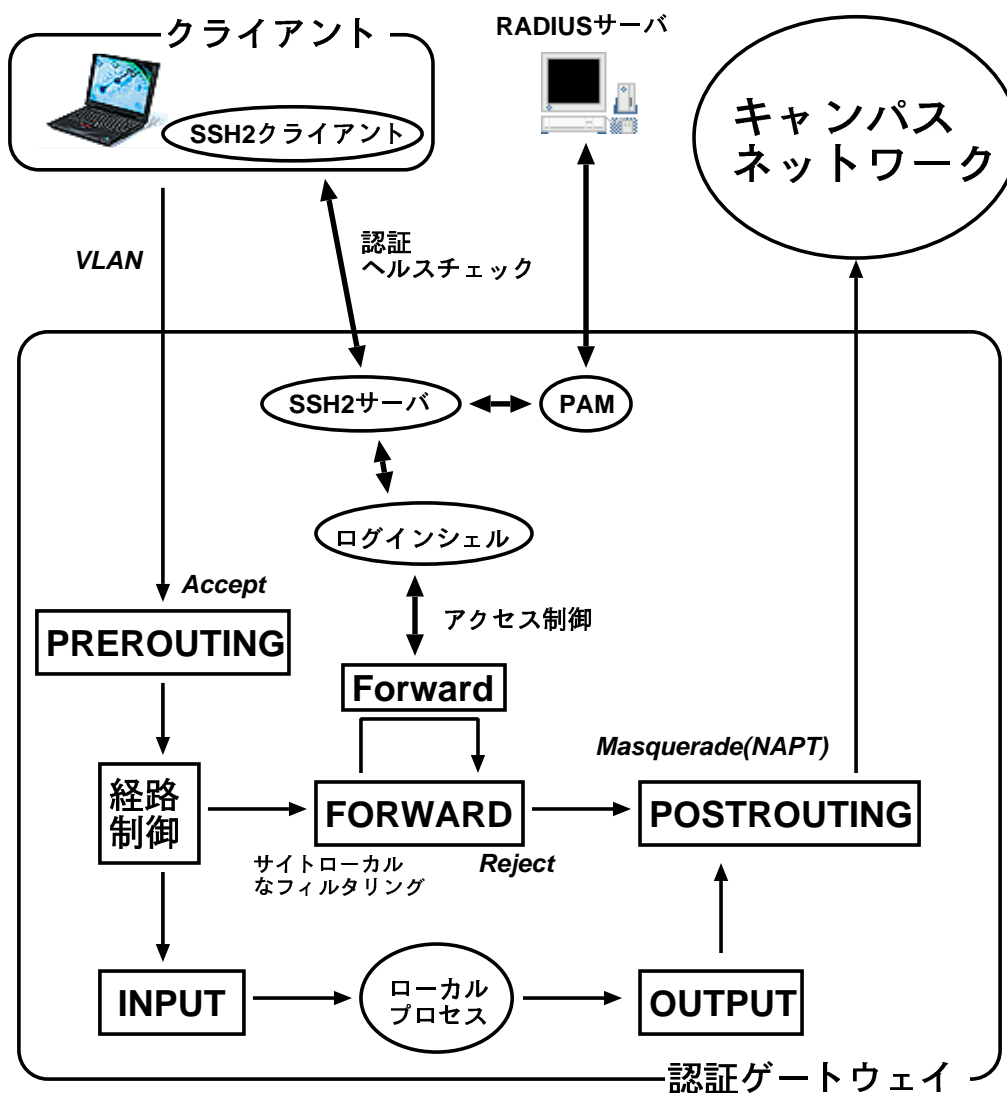 クライアント
RADIUSサーバ
SSH2クライアント
キャンパス
ネットワーク
VLAN
認証
ヘルスチェック
SSH2サーバ
PAM
ログインシェル
Accept
アクセス制御
PREROUTING
Forward
Masquerade(NAPT)
経路
制御
FORWARD
POSTROUTING
サイトローカル
なフィルタリング
Reject
INPUT
ローカル
プロセス
OUTPUT
認証ゲートウェイ